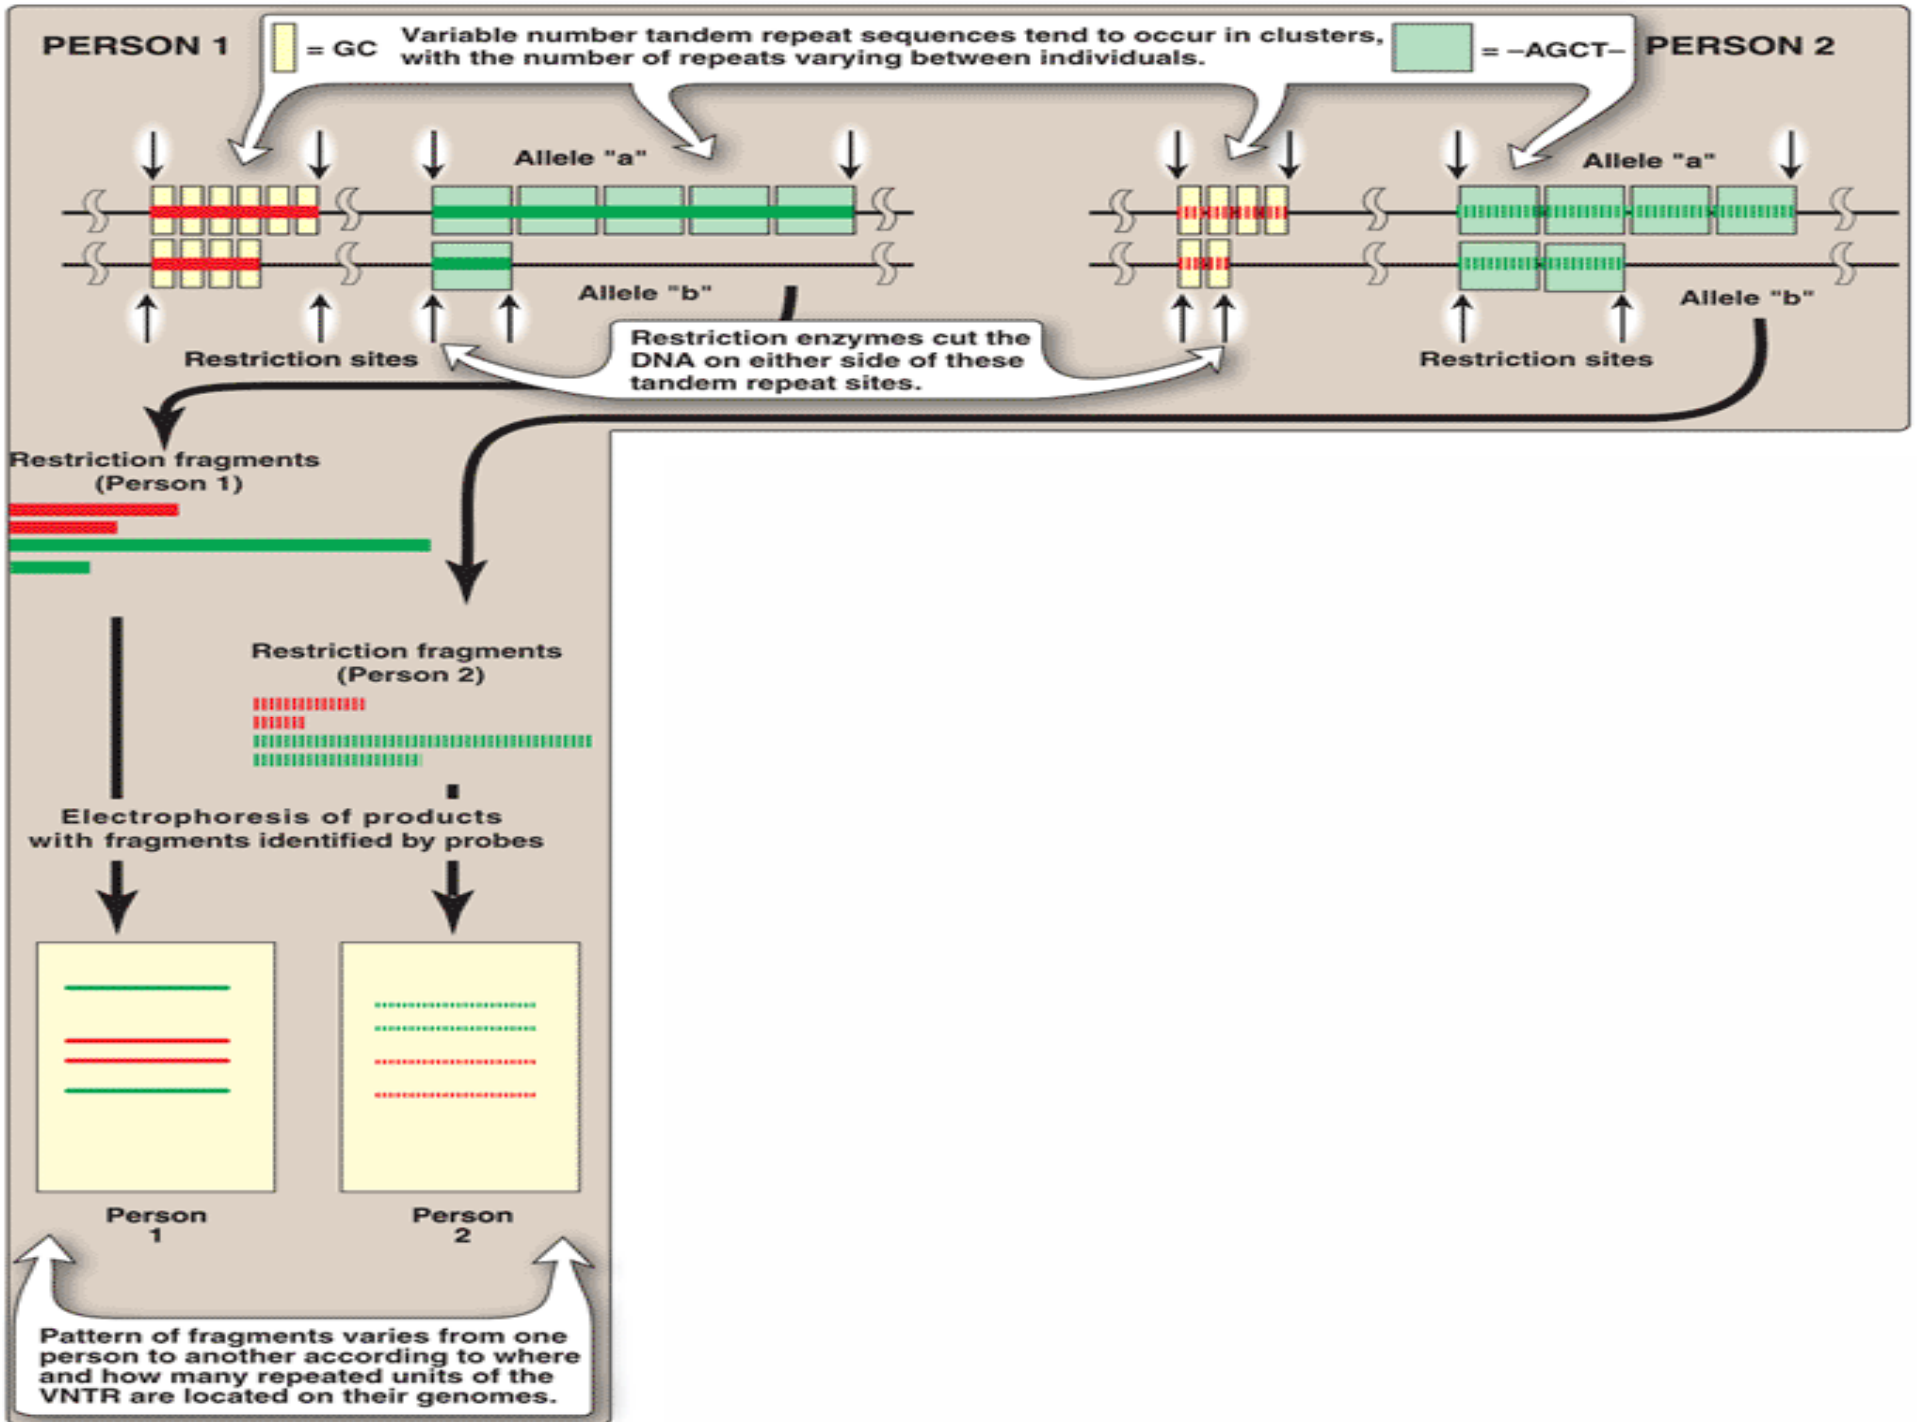 PERSON 1
= GC
Variable number tandem repeat sequences tend to occur in clusters,
with the number of repeats varying between individuals.
= –AGCT–
PERSON 2
Allele "a"
Allele "a"
Allele "b"
Allele "b"
Restriction sites
Restriction enzymes cut the
DNA on either side of these
tandem repeat sites.
Restriction sites
Restriction fragments
(Person 1)
Restriction fragments
(Person 2)
Electrophoresis of products
with fragments identified by probes
Person
1
Person
2
Pattern of fragments varies from one
person to another according to where
and how many repeated units of the
VNTR are located on their genomes.